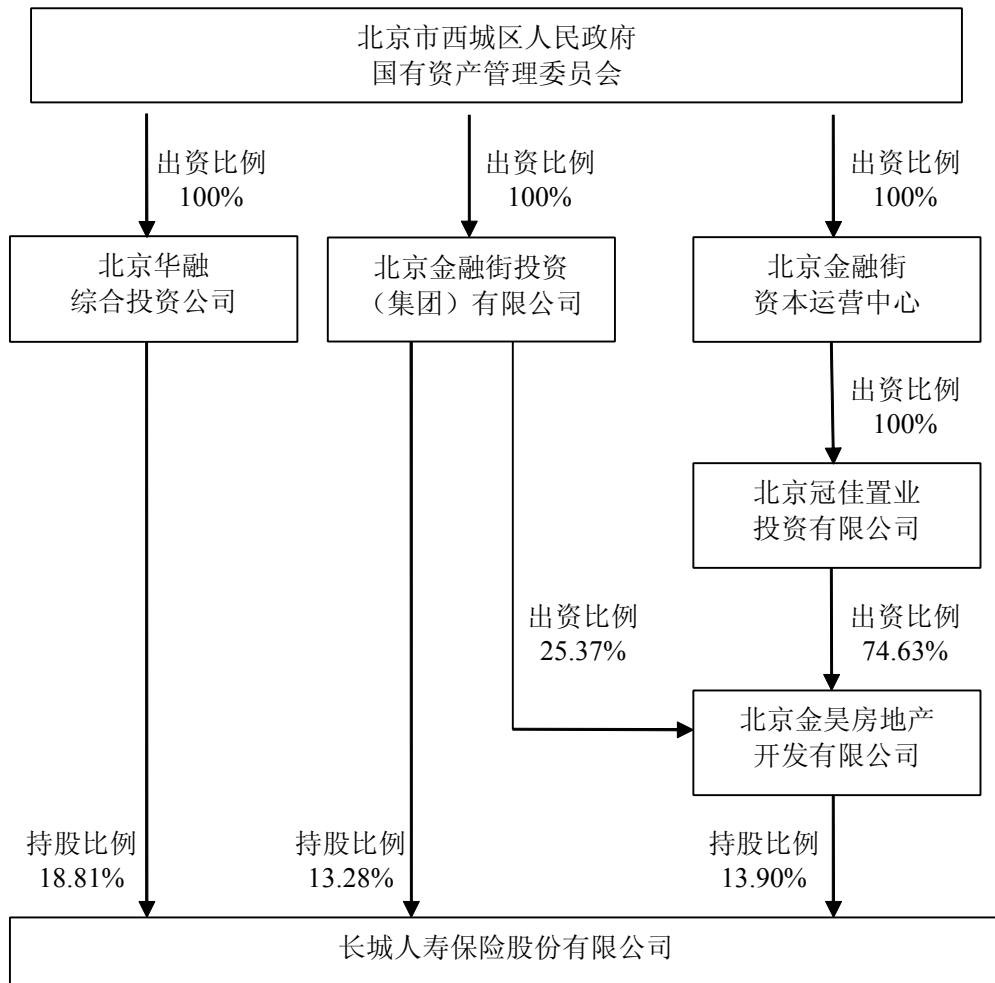 北京市西城区人民政府
国有资产管理委员会
出资比例
100%
出资比例
100%
出资比例
100%
北京华融
综合投资公司
北京金融街投资
（集团）有限公司
北京金融街
资本运营中心
出资比例
100%
北京冠佳置业
投资有限公司
出资比例
25.37%
出资比例
74.63%
北京金昊房地产
开发有限公司
持股比例
18.81%
持股比例
13.28%
持股比例
13.90%
长城人寿保险股份有限公司